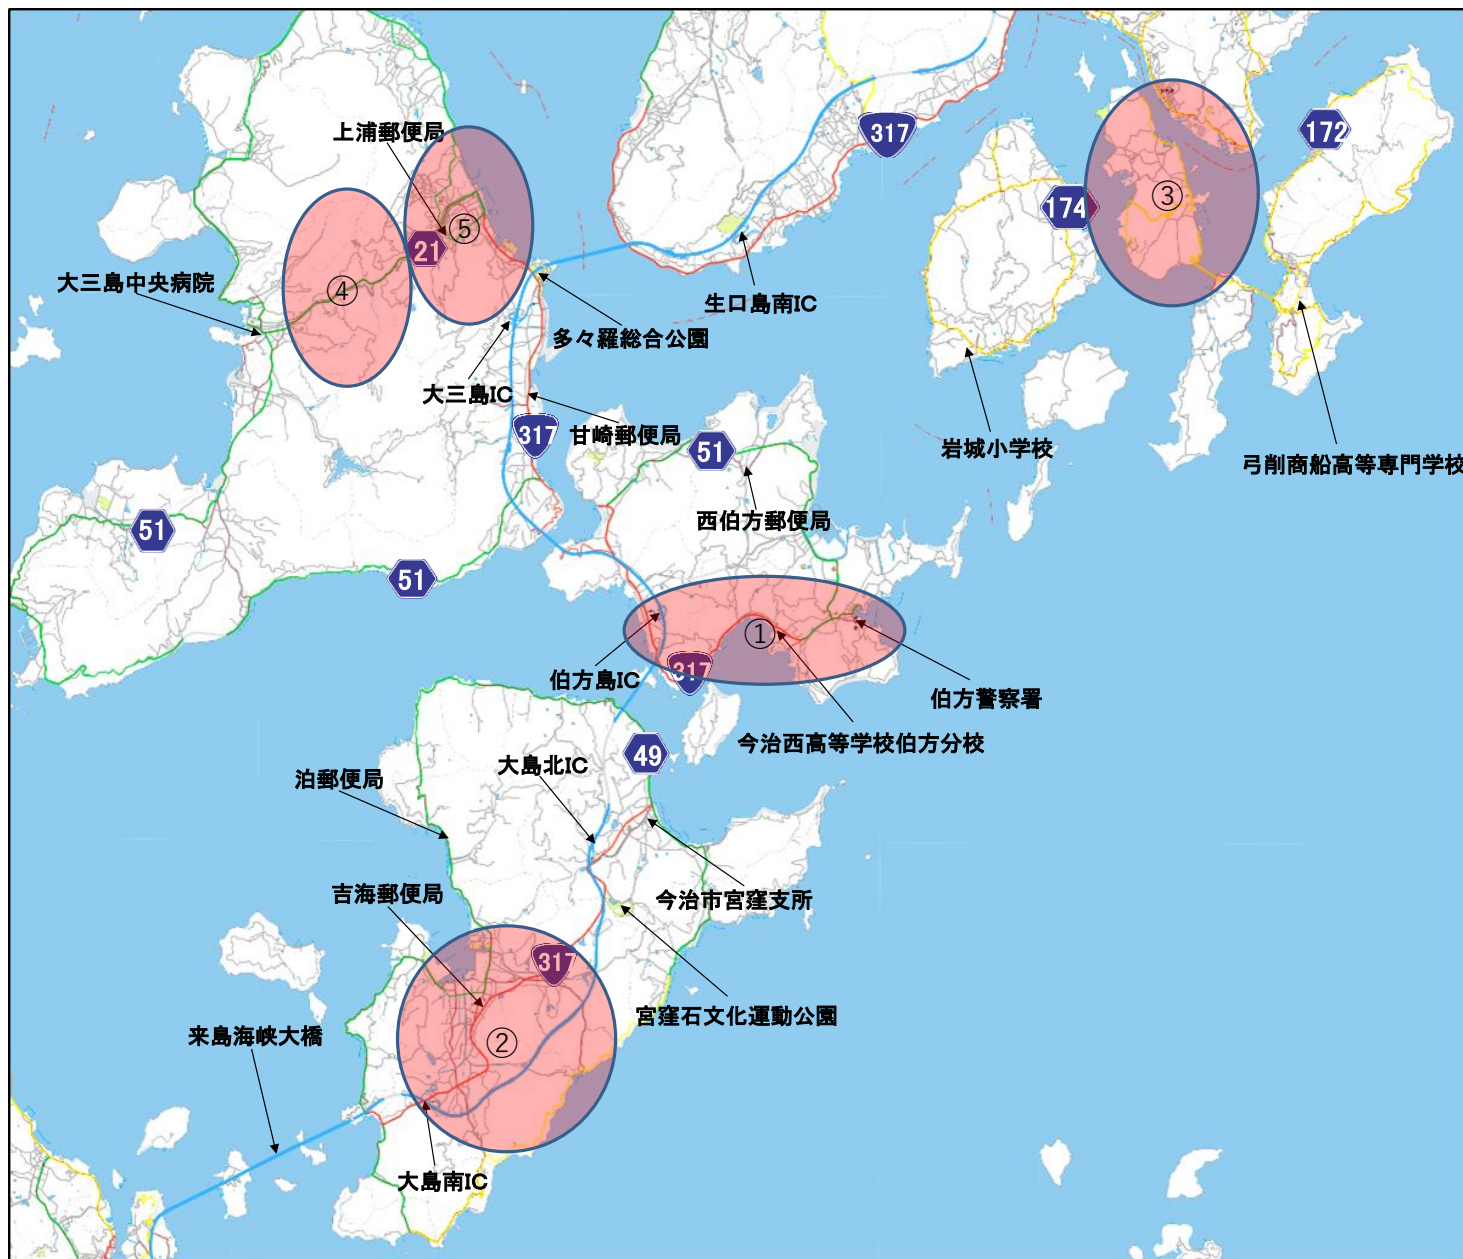 上浦郵便局
317
172
③
174
⑤
21
大三島中央病院
④
生口島南IC
多々羅総合公園
大三島IC
甘崎郵便局
317
51
岩城小学校
弓削商船高等専門学校
西伯方郵便局
51
51
①
317
伯方島IC
伯方警察署
今治西高等学校伯方分校
49
大島北IC
泊郵便局
吉海郵便局
今治市宮窪支所
317
宮窪石文化運動公園
②
来島海峡大橋
大島南IC